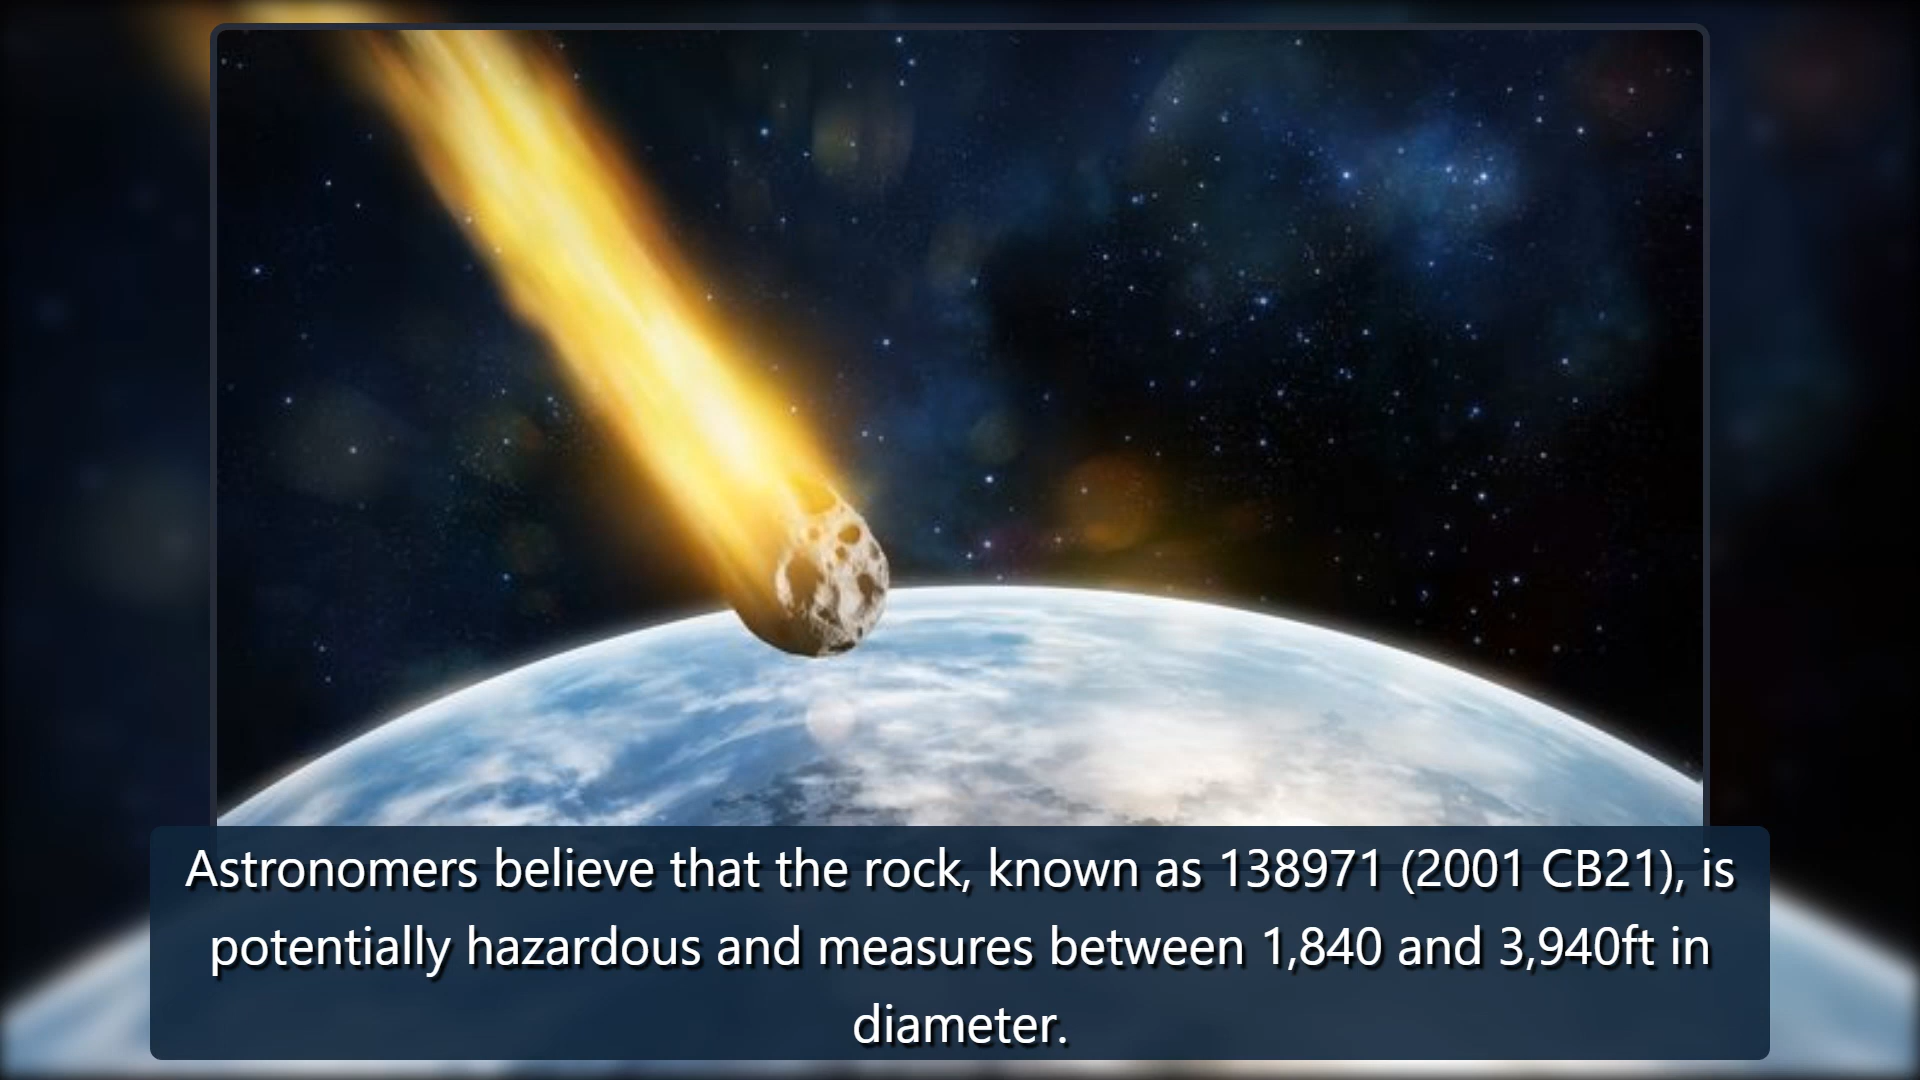 Astronomers believe that the rock, known as 138971 (2001 CB21), is
potentially hazardous and measures between 1,840 and 3,940ft in
diameter.